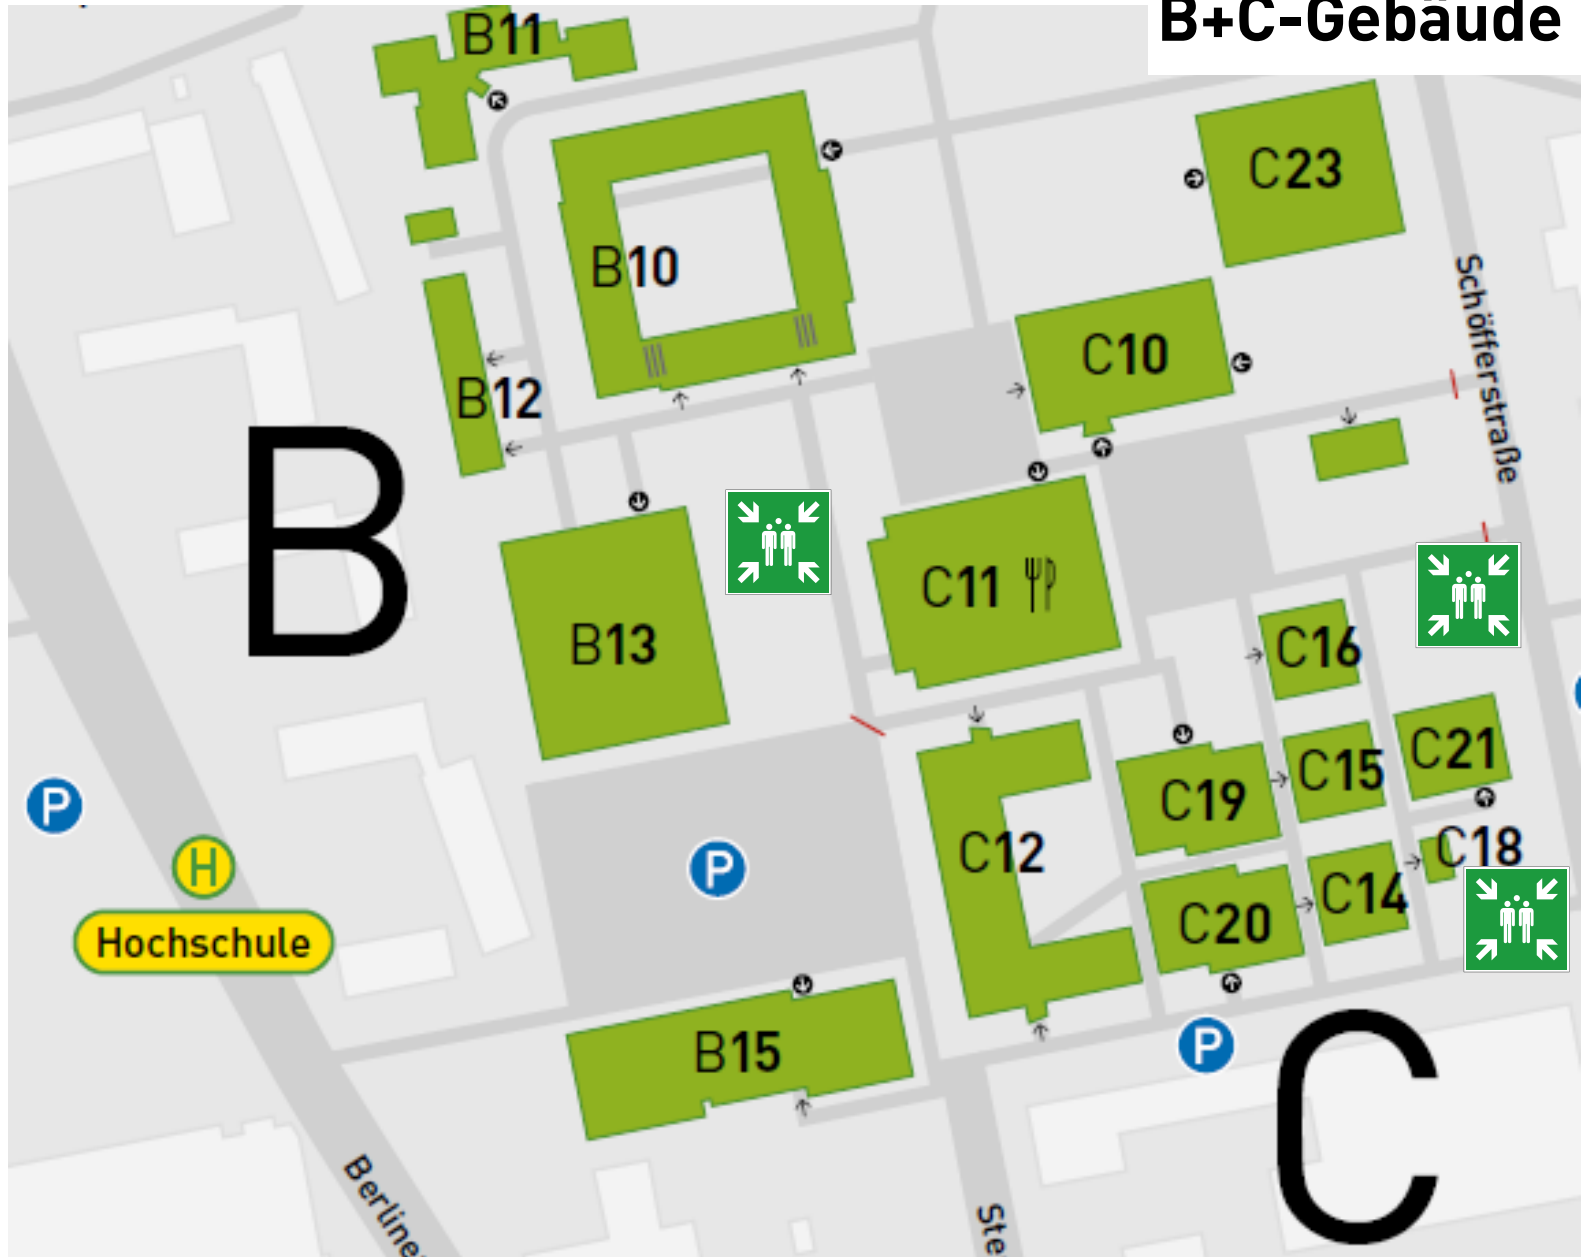 B+C-Gebäude
B11
C23
B10
C10
Schöfferstraße
B12
B
C11
B13
C16
C21
C15
C19
P
C18
C12
P
H
C14
C20
Hochschule
P
B15
C
Berline
Ste